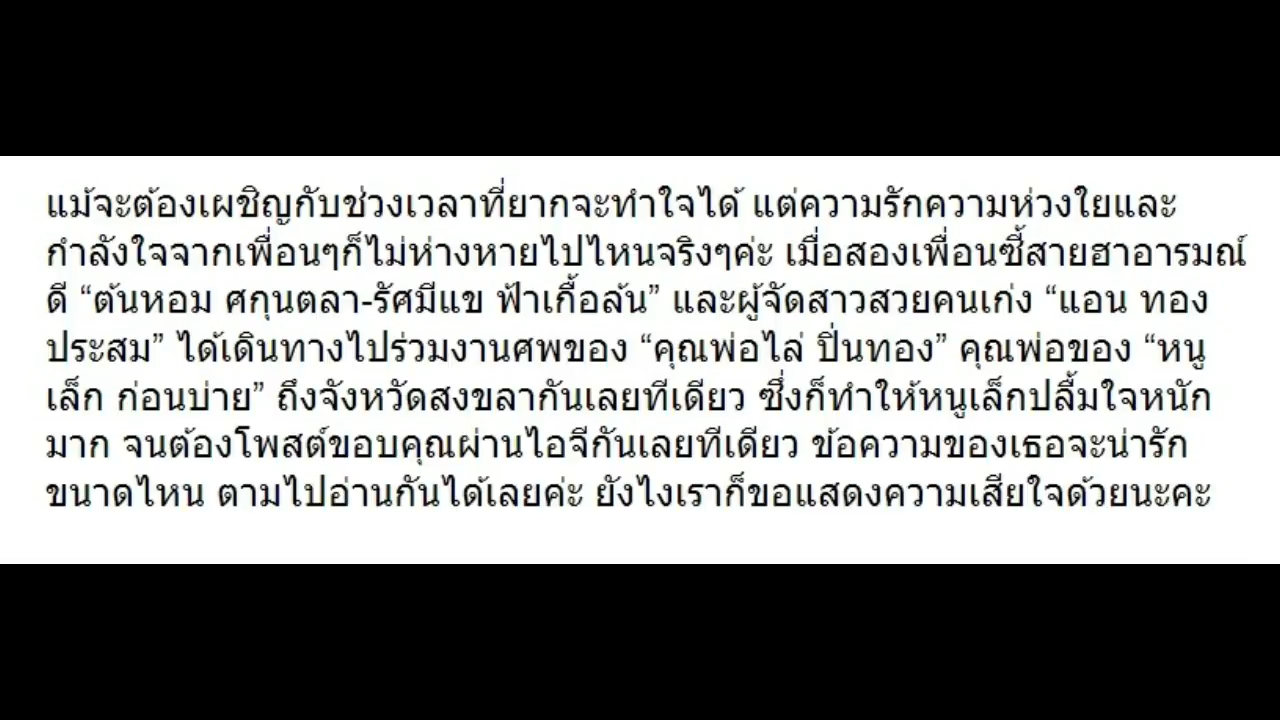 แม้จะต้องเผชิญกับช่วงเวลาที่ยากจะทำใจได้ แต่ความรักความห่วงใยและ
กำลังใจจากเพื่อนๆก็ไม่ห่างหายไปไหนจริงๆค่ะ เมื่อสองเพื่อนซี้สายฮาอารมณ์
ดี “ต้นหอม ศกุนตลา-รัศมีแข ฟ้าเกื้อล้น” และผู้จัดสาวสวยคนเก่ง “แอน ทอง
ประสม” ได้เดินทางไปร่วมงานศพของ “คุณพ่อไล่ ปิ่นทอง” คุณพ่อของ “หนู
เล็ก ก่อนบ่าย” ถึงจังหวัดสงขลากันเลยทีเดียว ซึ่งก็ทำให้หนูเล็กปลื้มใจหนัก
มาก จนต้องโพสต์ขอบคุณผ่านไอจีกันเลยทีเดียว ข้อความของเธอจะน่ารัก
ขนาดไหน ตามไปอ่านกันได้เลยค่ะ ยังไงเราก็ขอแสดงความเสียใจด้วยนะคะ